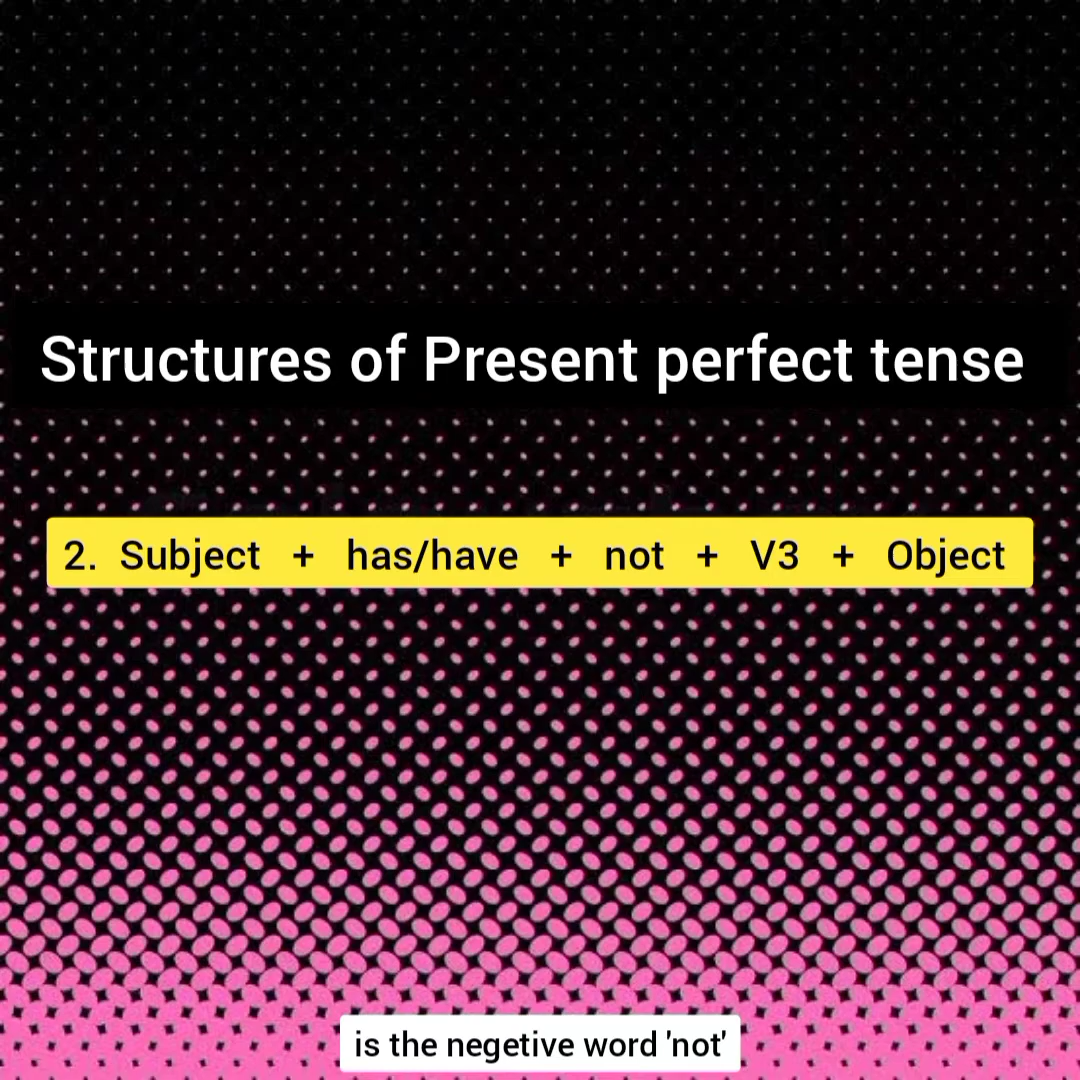 Structures of Present perfect tense
2. Subject + has/have + not + V3 + Object
is the negetive word 'not'